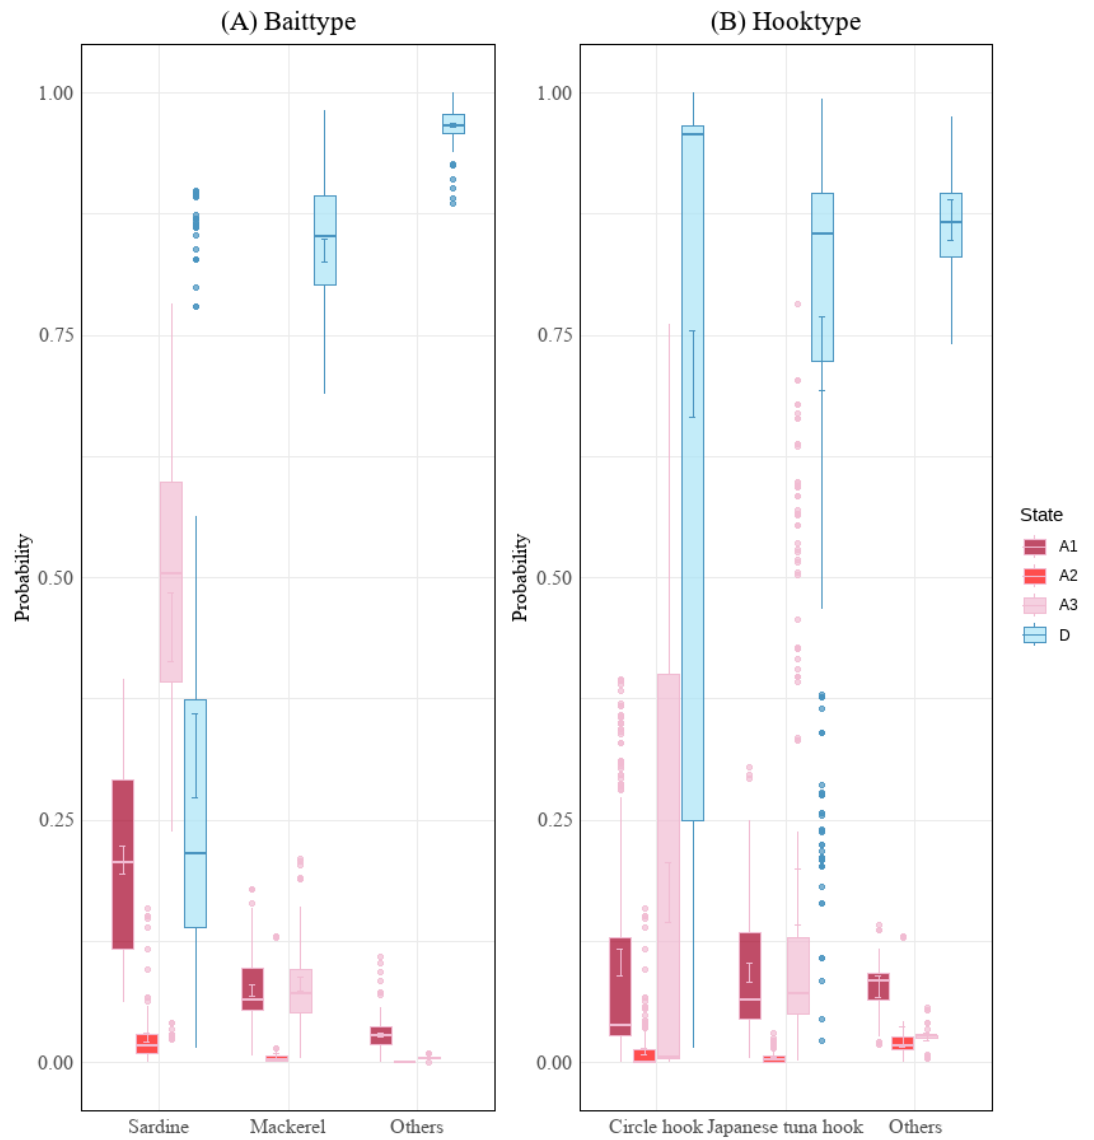 (A) Baittype
(B) Hooktype
1.00
0.75
0.50
0.25
0.00
Probability
Sardine
Mackerel
Others
1.00
0.75
0.50
0.25
0.00
Probability
Circle hook
Japanese tuna hook
Others
State
A1
A2
A3
D